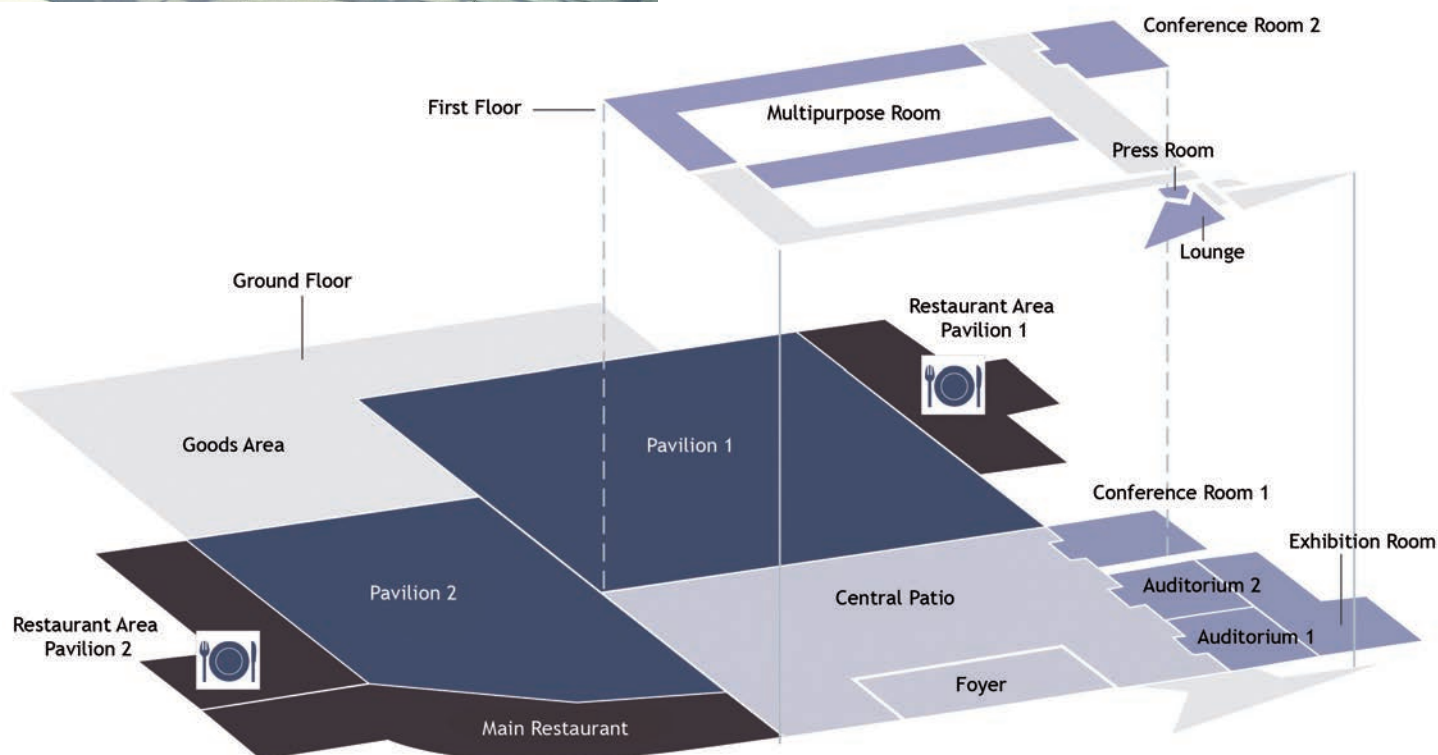 Conference Room 2
First Floor
Multipurpose Room
Press Room
Lounge
Ground Floor
Restaurant Area
Pavilion 1
Goods Area
Pavilion 1
Conference Room 1
Exhibition Room
Auditorium 2
Pavilion 2
Central Patio
Restaurant Area
Pavilion 2
Auditorium 1
Foyer
Main Restaurant